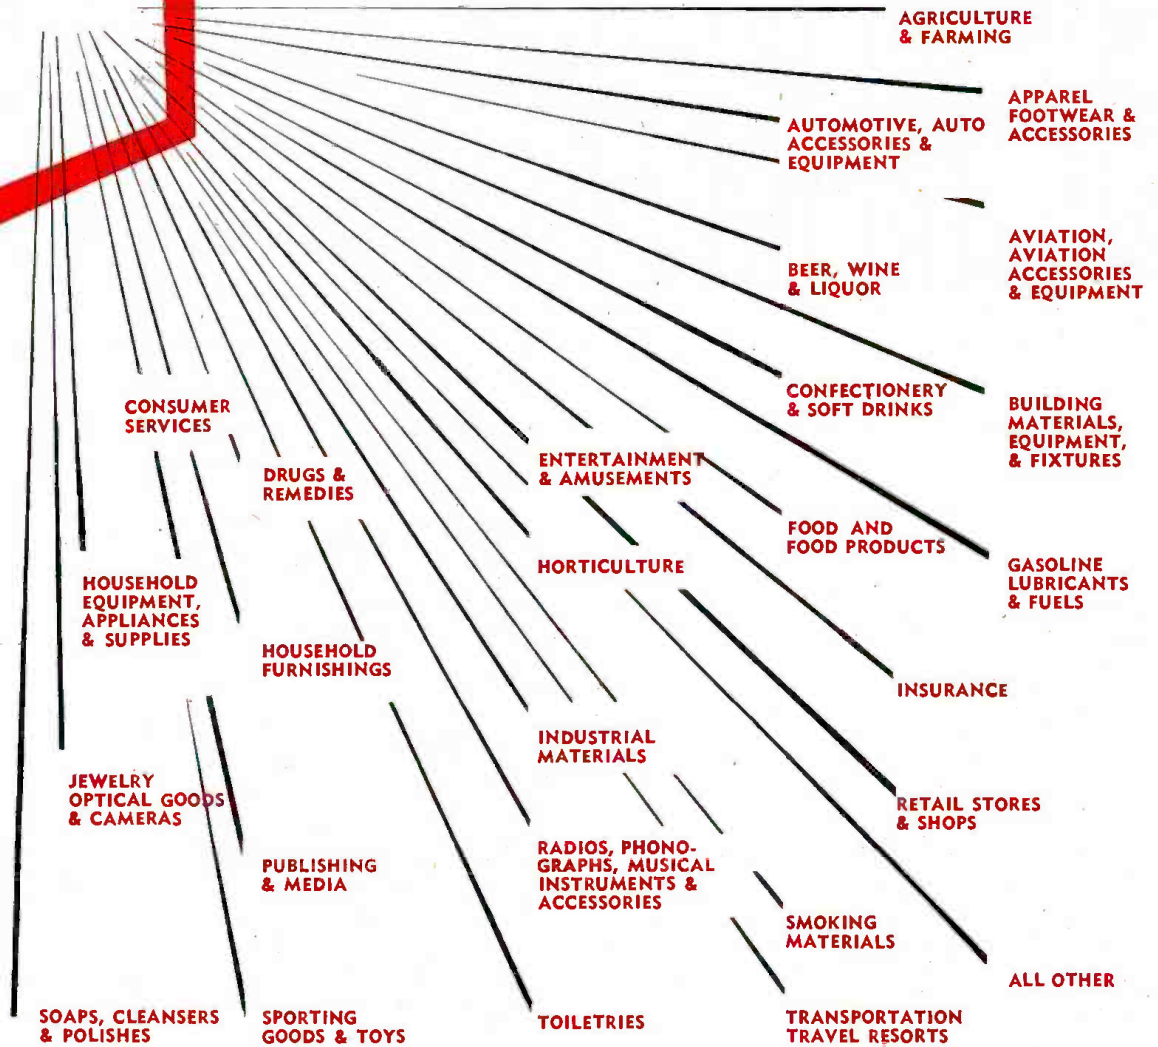 AGRICULTURE
& FARMING
APPAREL
FOOTWEAR &
ACCESSORIES
AUTOMOTIVE, AUTO
ACCESSORIES &
EQUIPMENT
AVIATION,
AVIATION
ACCESSORIES
& EQUIPMENT
BEER, WINE
& LIQUOR
BUILDING
MATERIALS,
EQUIPMENT,
& FIXTURES
CONFECTIONERY
& SOFT DRINKS
CONSUMER
SERVICES
DRUGS &
REMEDIES
ENTERTAINMENT
& AMUSEMENTS
FOOD AND
FOOD PRODUCTS
GASOLINE
LUBRICANTS
& FUELS
HORTICULTURE
HOUSEHOLD
EQUIPMENT,
APPLIANCES
& SUPPLIES
HOUSEHOLD
FURNISHINGS
INSURANCE
INDUSTRIAL
MATERIALS
JEWELRY
OPTICAL GOODS
& CAMERAS
RETAIL STORES
& SHOPS
PUBLISHING
& MEDIA
RADIOS, PHONO-
GRAPHS, MUSICAL
INSTRUMENTS &
ACCESSORIES
SMOKING
MATERIALS
ALL OTHER
SOAPS, CLEANSERS
& POLISHES
SPORTING
GOODS & TOYS
TOILETRIES
TRANSPORTATION
TRAVEL RESORTS